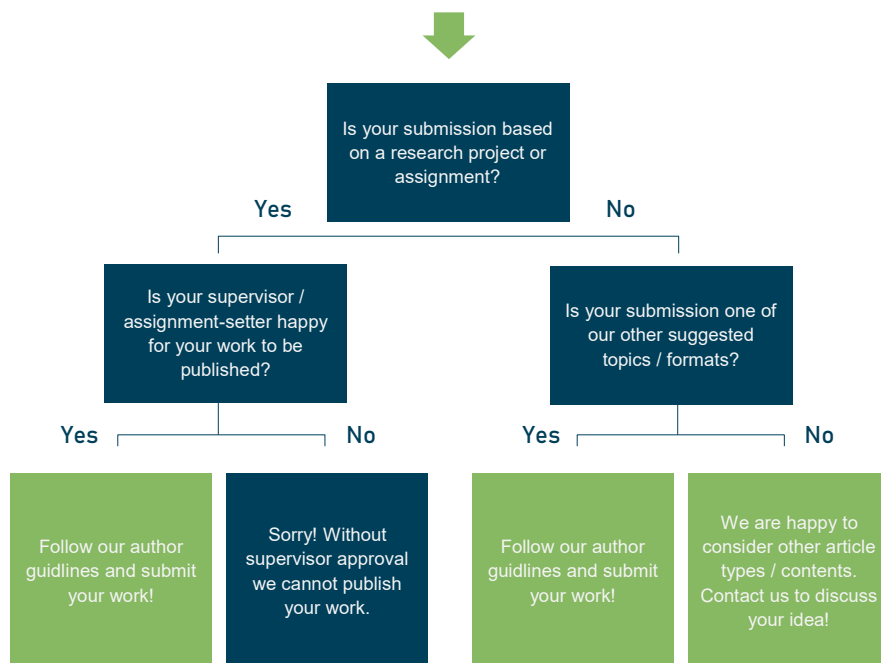 Is your submission based
on a research project or
assignment?
Yes
No
Is your supervisor /
assignment-setter happy
for your work to be
published?
Is your submission one of
our other suggested
topics / formats?
Yes
No
Yes
No
Follow our author
guidlines and submit
your work!
Sorry! Without
supervisor approval
we cannot publish
your work.
Follow our author
guidlines and submit
your work!
We are happy to
consider other article
types / contents.
Contact us to discuss
your idea!